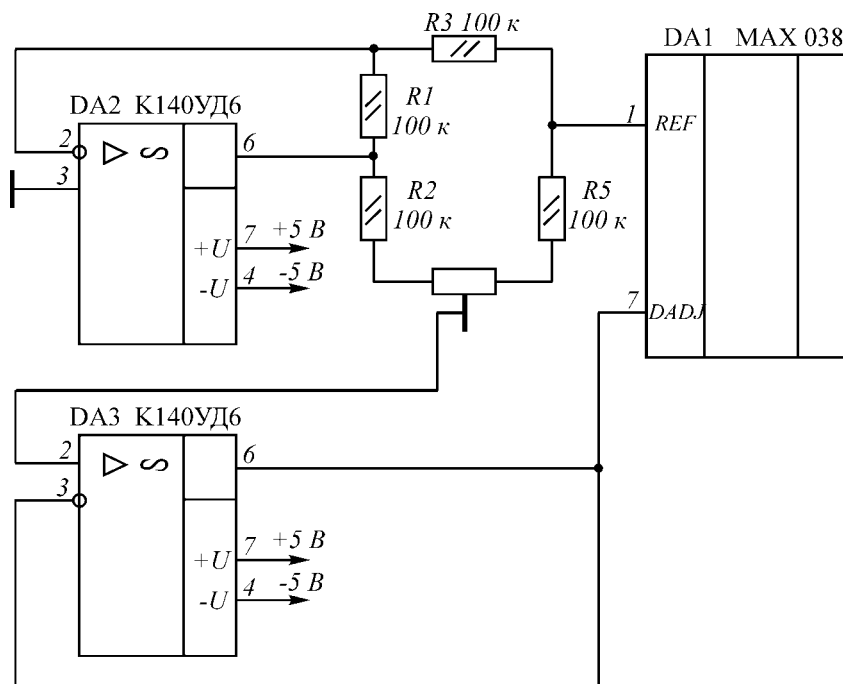 R3 100 к
DA1 MAX 038
DA2 К140УД6
R1
100 к
2
3
6
1
REF
R2
100 к
R5
100 к
+U 7 +5 В
-U 4 -5 В
7
DADJ
DA3 К140УД6
2
3
6
+U 7 +5 В
-U 4 -5 В